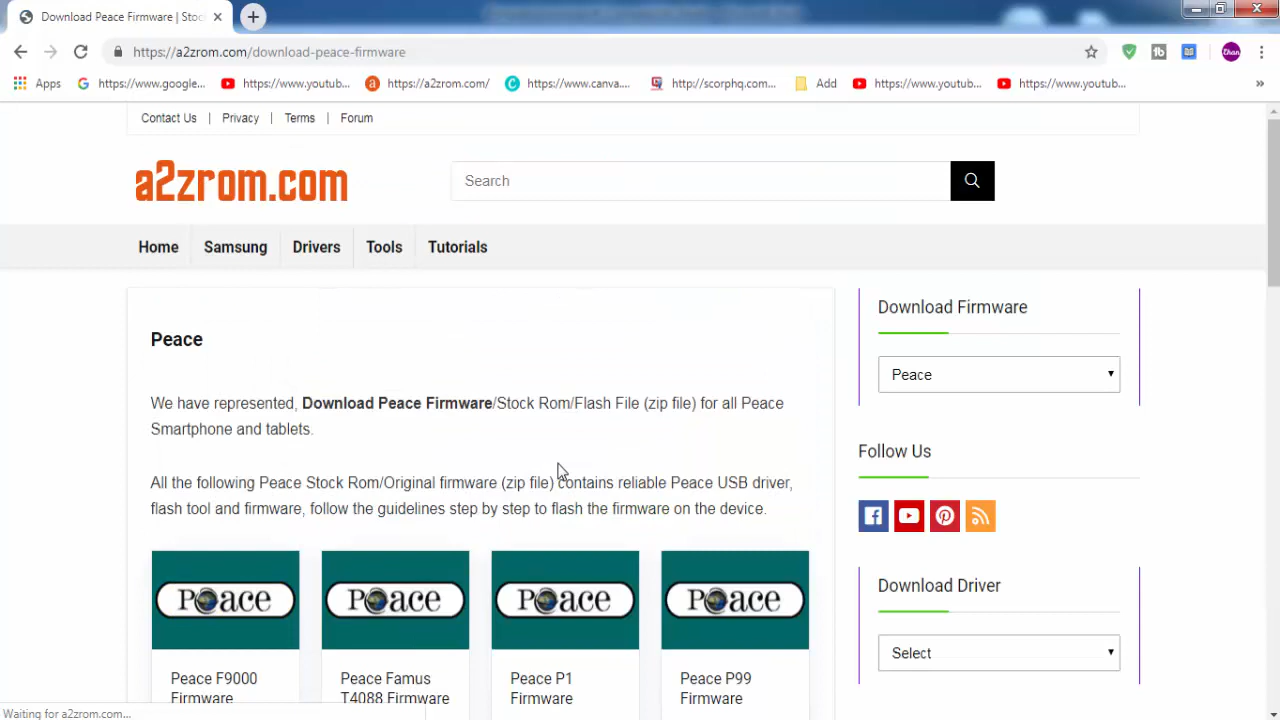 Download Peace Firmware | Stoc
https://a2zrom.com/download-peace-firmware
Ehan
Apps
https://www.google...
https://www.youtub...
https://a2zrom.com/
https://www.canva....
http://scorphq.com...
Add
https://www.youtub...
https://www.youtub...
»
Contact Us | Privacy | Terms | Forum
a2zrom.com
Search
Home
Samsung
Drivers
Tools
Tutorials
Peace
We have represented, Download Peace Firmware/Stock Rom/Flash File (zip file) for all Peace
Smartphone and tablets.
All the following Peace Stock Rom/Original firmware (zip file) contains reliable Peace USB driver,
flash tool and firmware, follow the guidelines step by step to flash the firmware on the device.
Peace
Peace
Peace
Peace
Peace F9000
Firmware
Peace Famus
T4088 Firmware
Peace P1
Firmware
Peace P99
Firmware
Download Firmware
Peace
Follow Us
Download Driver
Select
Waiting for a2zrom.com...